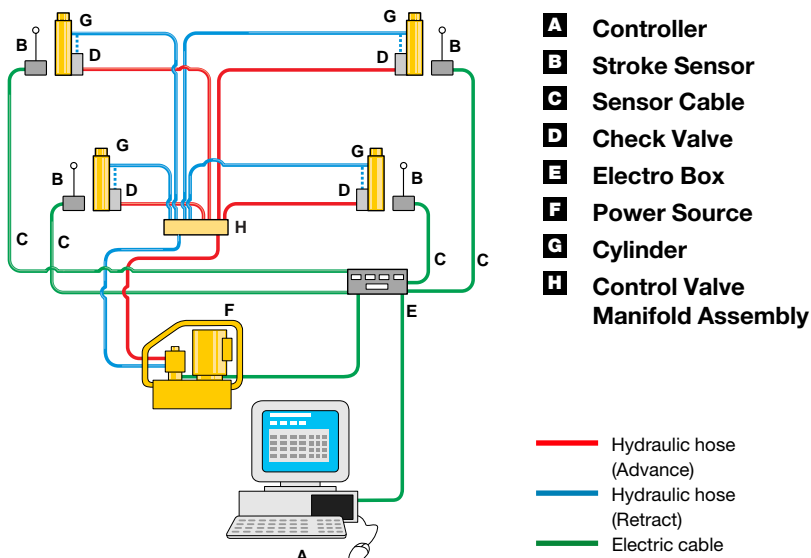 G
B
D
G
B
D
G
B
D
G
B
D
H
C
C
C
C
E
F
A
A Controller
B Stroke Sensor
C Sensor Cable
D Check Valve
E Electro Box
F Power Source
G Cylinder
H Control Valve
Manifold Assembly
Hydraulic hose
(Advance)
Hydraulic hose
(Retract)
Electric cable